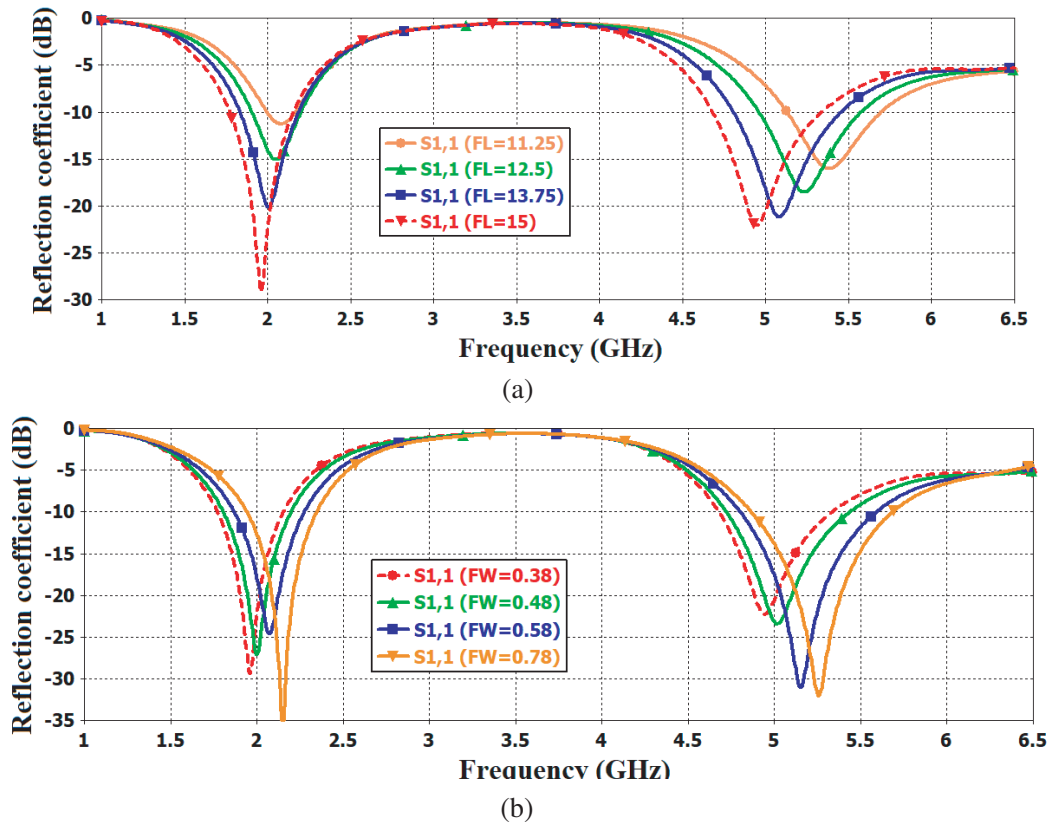 Reflection coefficient (dB)
0
-5
-10
-15
-20
-25
-30
S1,1 (FL=11.25)
S1,1 (FL=12.5)
S1,1 (FL=13.75)
S1,1 (FL=15)
1 1.5 2 2.5 3 3.5 4 4.5 5 5.5 6 6.5
Frequency (GHz)
(a)
Reflection coefficient (dB)
0
-5
-10
-15
-20
-25
-30
-35
S1,1 (FW=0.38)
S1,1 (FW=0.48)
S1,1 (FW=0.58)
S1,1 (FW=0.78)
1 1.5 2 2.5 3 3.5 4 4.5 5 5.5 6 6.5
Frequency (GHz)
(b)